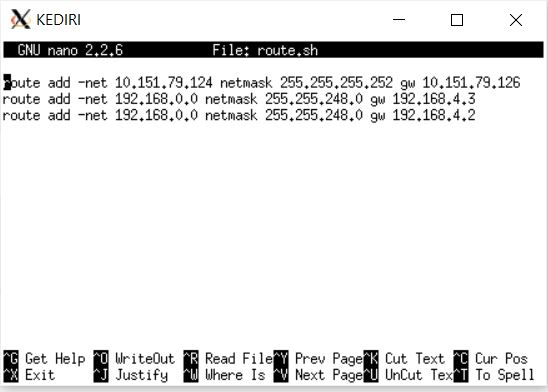 KEDIRI
GNU nano 2.2.6 File: route.sh
route add -net 10.151.79.124 netmask 255.255.255.252 gw 10.151.79.126
route add -net 192.168.0.0 netmask 255.255.248.0 gw 192.168.4.3
route add -net 192.168.0.0 netmask 255.255.248.0 gw 192.168.4.2
^G Get Help ^O WriteOut ^R Read File^Y Prev Page^K Cut Text ^C Cur Pos
^X Exit ^J Justify ^W Where Is ^V Next Page^U UnCut Tex^T To Spell